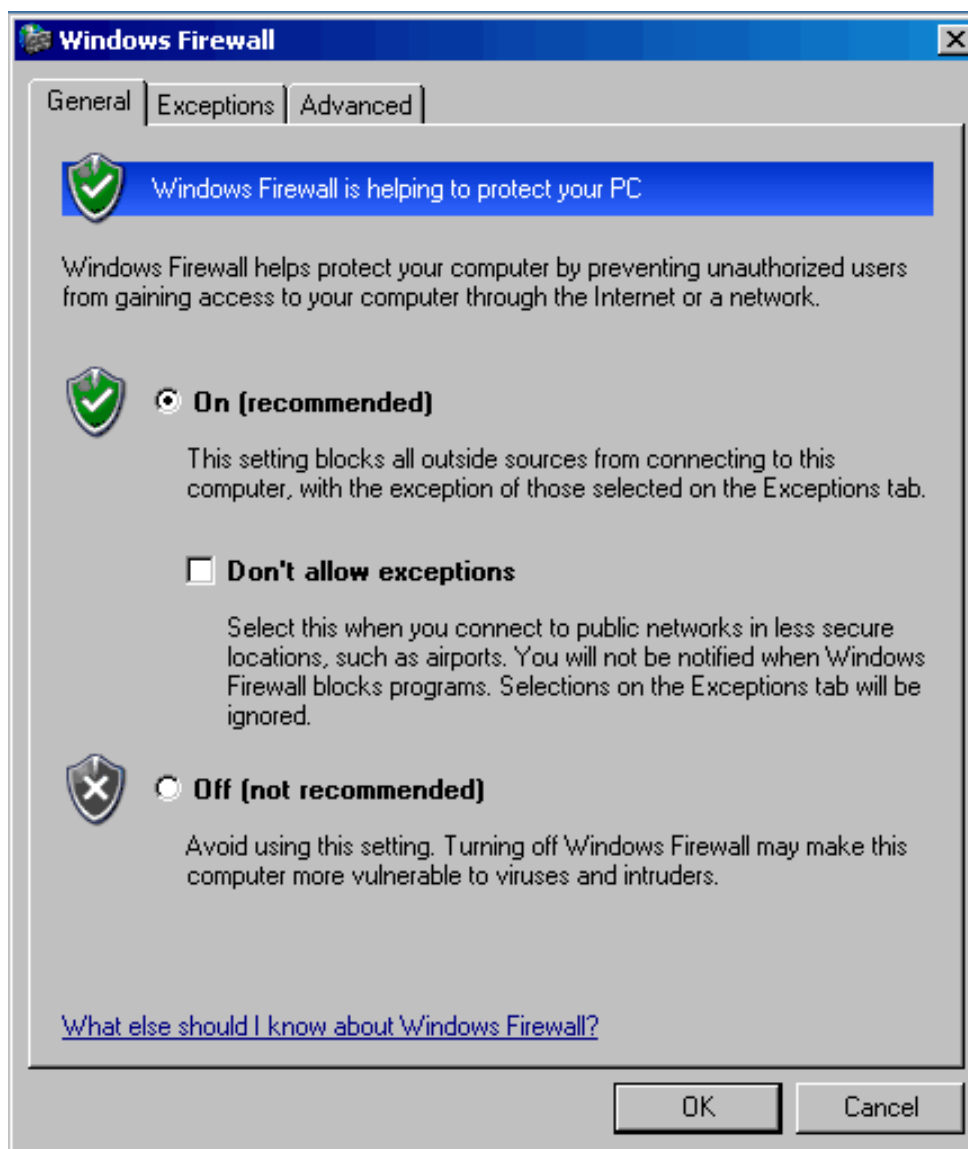 Windows Firewall
General Exceptions Advanced
Windows Firewall is helping to protect your PC
Windows Firewall helps protect your computer by preventing unauthorized users
from gaining access to your computer through the Internet or a network.
On (recommended)
This setting blocks all outside sources from connecting to this
computer, with the exception of those selected on the Exceptions tab.
Don't allow exceptions
Select this when you connect to public networks in less secure
locations, such as airports. You will not be notified when Windows
Firewall blocks programs. Selections on the Exceptions tab will be
ignored.
Off (not recommended)
Avoid using this setting. Turning off Windows Firewall may make this
computer more vulnerable to viruses and intruders.
What else should I know about Windows Firewall?
OK Cancel